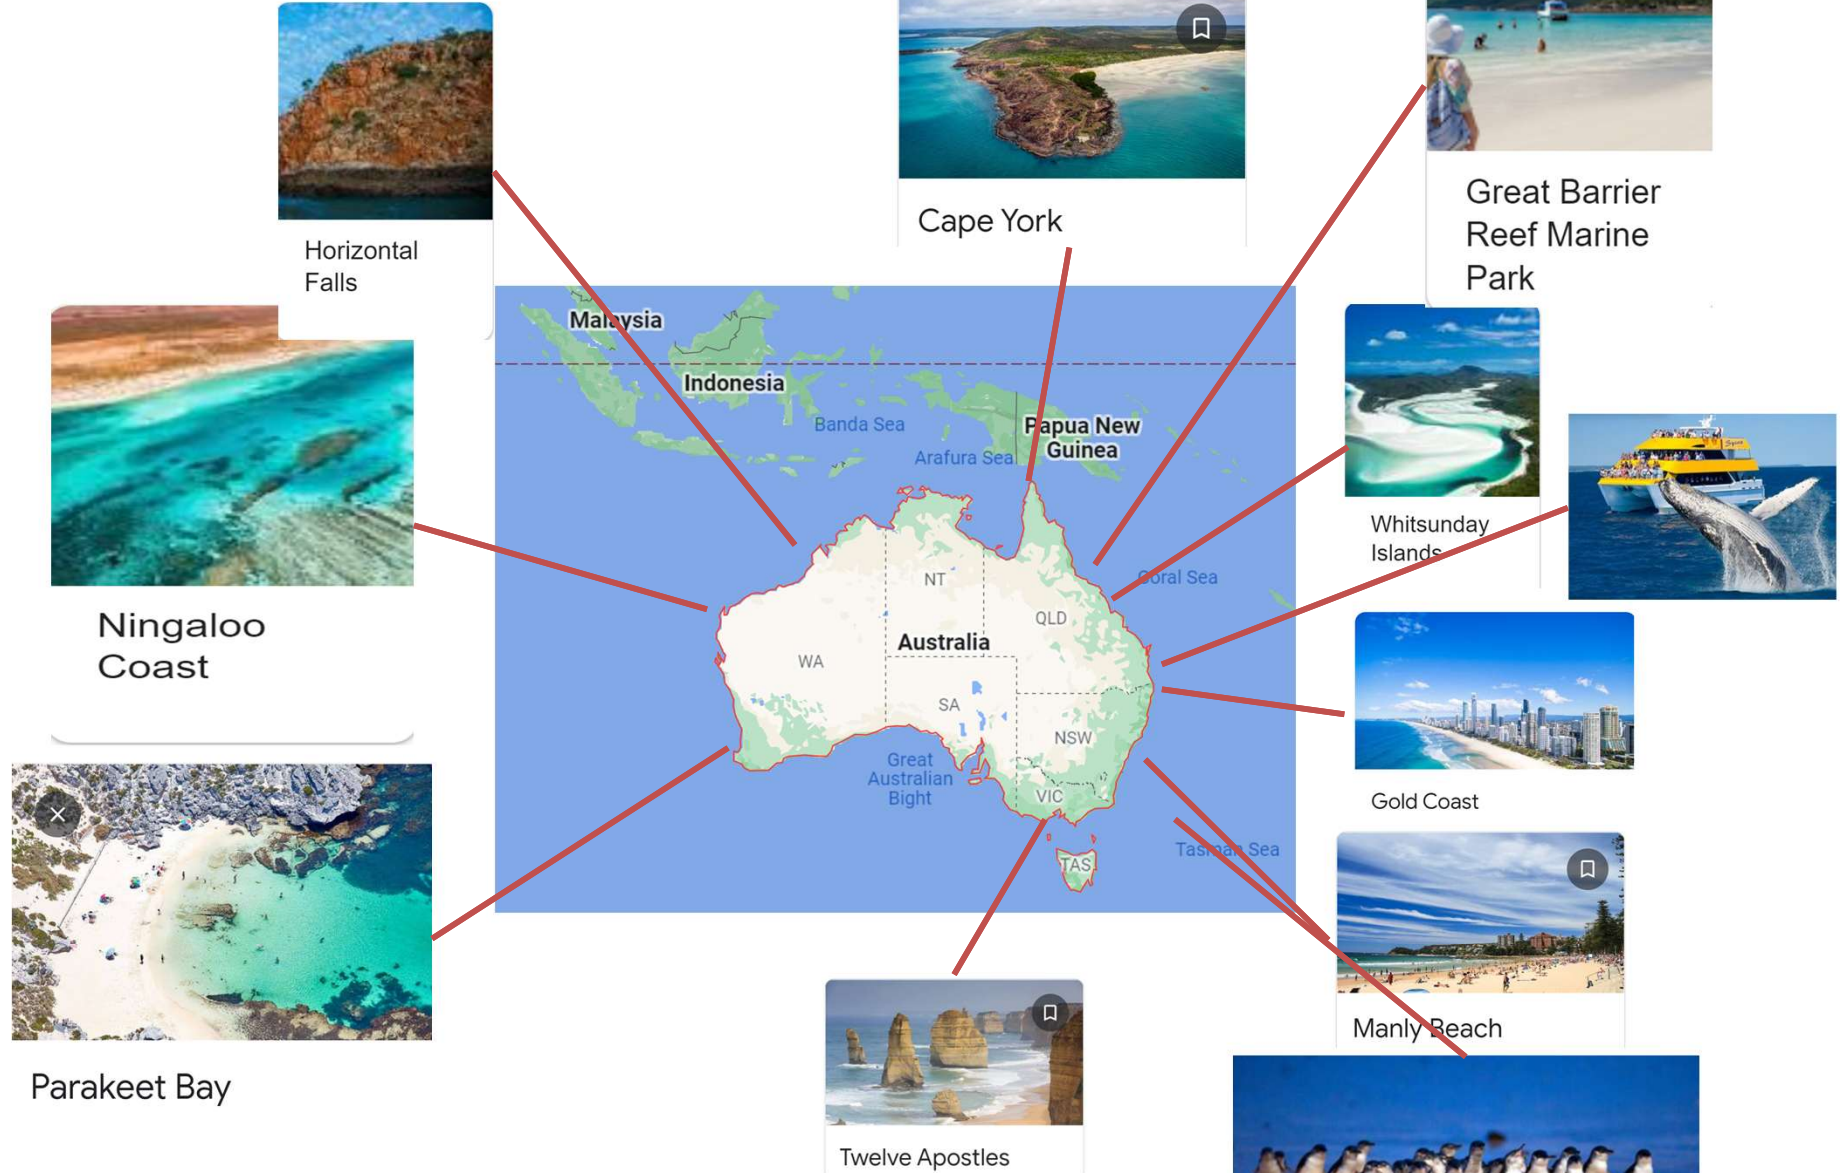 Horizontal
Falls
Cape York
Great Barrier
Reef Marine
Park
Ningaloo
Coast
Malaysia
Indonesia
Banda Sea
Arafura Sea
Papua New
Guinea
Coral Sea
NT
QLD
Australia
WA
SA
NSW
VIC
TAS
Great
Australian
Bight
Tasman Sea
Whitsunday
Islands
Gold Coast
Manly Beach
Parakeet Bay
Twelve Apostles